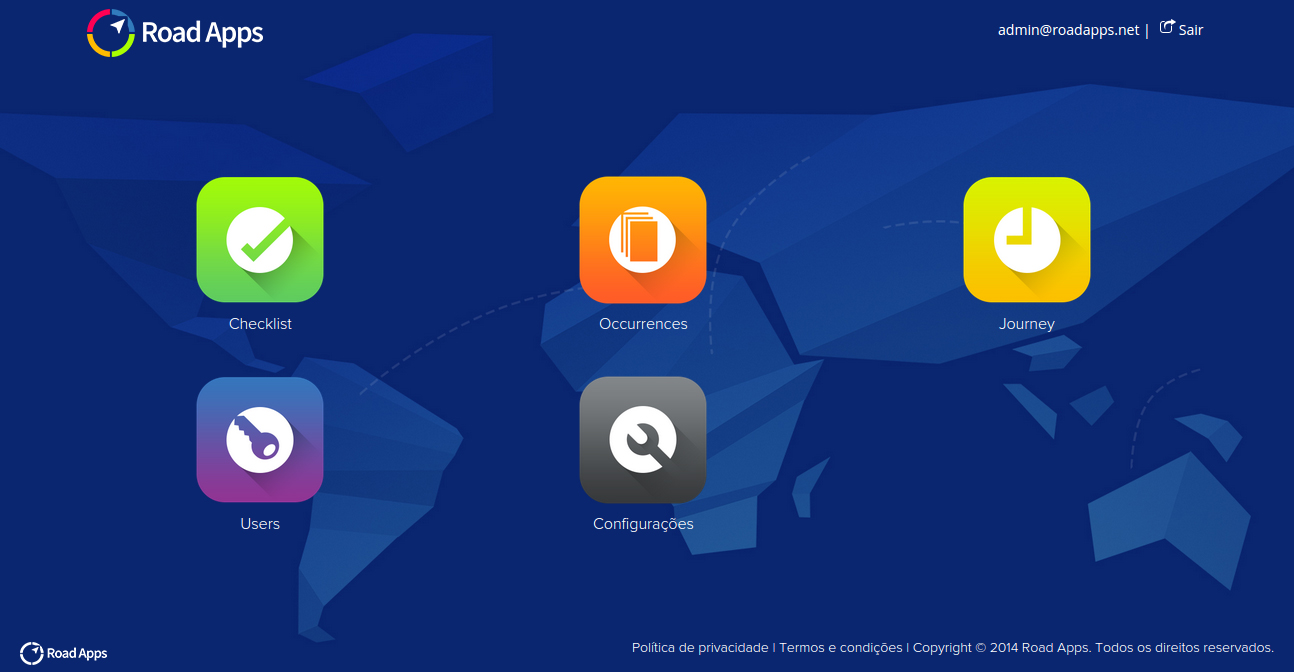 Road Apps
admin@roadapps.net | Sair
Checklist
Occurrences
Journey
Users
Configurações
Road Apps
Política de privacidade | Termos e condições | Copyright © 2014 Road Apps. Todos os direitos reservados.